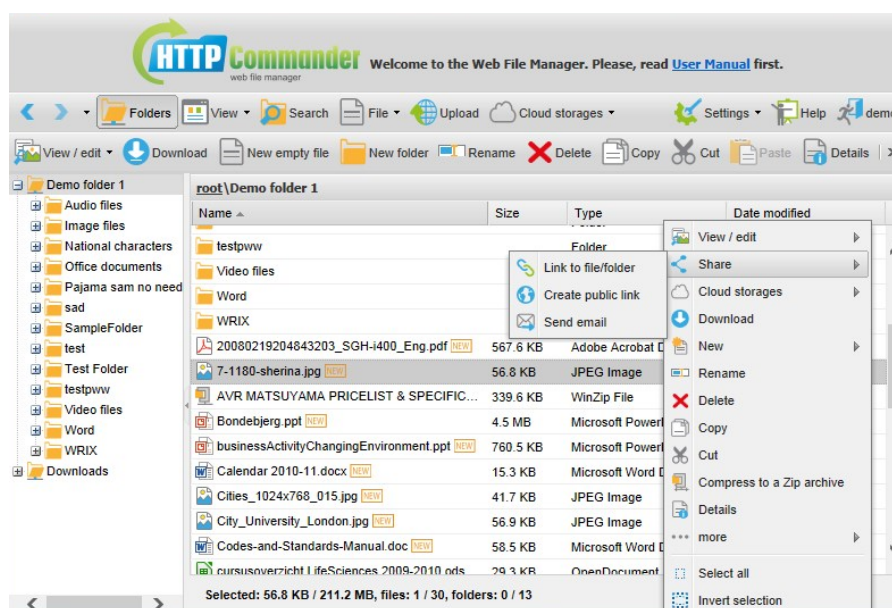 HTTP Commander
web file manager
Welcome to the Web File Manager. Please, read User Manual first.
Folders View Search File Upload Cloud storages Settings Help demo
View / edit Download New empty file New folder Rename Delete Copy Cut Paste Details
Demo folder 1
Audio files
Image files
National characters
Office documents
Pajama sam no need
sad
SampleFolder
test
Test Folder
testpww
Video files
Word
WRIX
Downloads
root\Demo folder 1
Name Size Type Date modified
testpww Folder
Video files
Word
WRIX
20080219204843203_SGH-i400_Eng.pdf NEW 567.6 KB Adobe Acrobat D
7-1180-sherina.jpg NEW 56.8 KB JPEG Image
AVR MATSUYAMA PRICELIST & SPECIFIC... 339.6 KB WinZip File
Bondebjerg.ppt NEW 4.5 MB Microsoft Powerl
businessActivityChangingEnvironment.ppt NEW 760.5 KB Microsoft Powerl
Calendar 2010-11.docx NEW 15.3 KB Microsoft Word D
Cities_1024x768_015.jpg NEW 41.7 KB JPEG Image
City_University_London.jpg NEW 56.9 KB JPEG Image
Codes-and-Standards-Manual.doc NEW 58.5 KB Microsoft Word D
cursusoverzicht LifeSciences 2009-2010.ods 29.3 KB OpenDocument
Selected: 56.8 KB / 211.2 MB, files: 1 / 30, folders: 0 / 13
Link to file/folder
Create public link
Send email
View / edit
Share
Cloud storages
Download
New
Rename
Delete
Copy
Cut
Compress to a Zip archive
Details
more
Select all
Invert selection